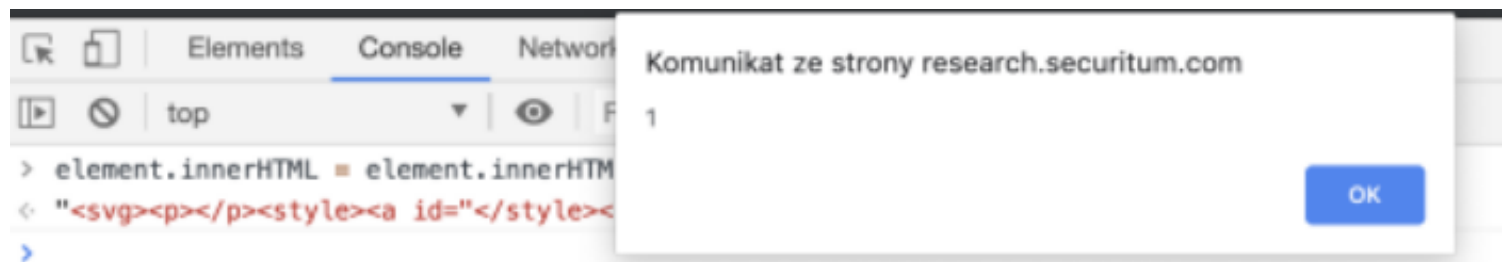 Elements Console Network
Komunikat ze strony research.securitum.com
top
1
> element.innerHTML = element.innerHTM
"<svg><p></p><style><a id="</style><
OK
>